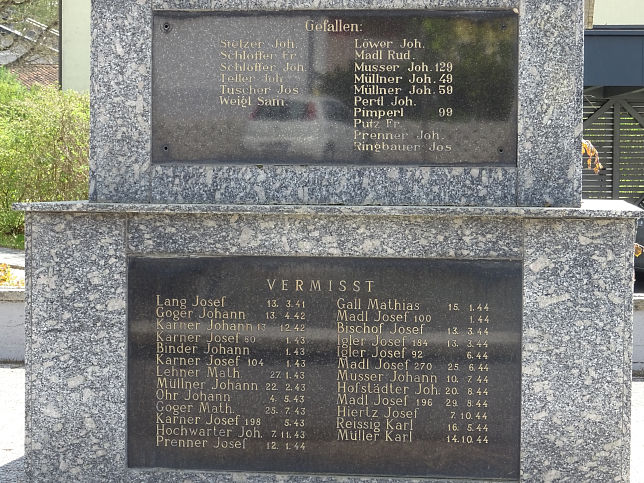 Gefallen:
Stelzer Joh.
Schloffer Fr.
Schloffer Joh.
Teller Joh.
Tuscher Jos
Weigl Sam.
Löwer Joh.
Madl Rud.
Musser Joh. 129
Müllner Joh. 49
Müllner Joh. 59
Pertl Joh.
Pimperl 99
Putz Fr.
Prenner Joh.
Ringbauer Jos
VERMISST
Lang Josef 13. 3. 41
Goger Johann 13. 4. 42
Karner Johann 13 12. 42
Karner Josef 60 1. 43
Binder Johann 1. 43
Karner Josef 104 1. 43
Lehner Math. 27. 1. 43
Müllner Johann 22. 2. 43
Ohr Johann 4. 5. 43
Goger Math. 25. 7. 43
Karner Josef 198 5. 43
Hochwarter Joh. 7. 11. 43
Prenner Josef 12. 1. 44
Gall Mathias 15. 1. 44
Madl Josef 100 1. 44
Bischof Josef 13. 3. 44
Igler Josef 184 13. 3. 44
Igler Josef 92 6. 44
Madl Josef 270 25. 6. 44
Musser Johann 10. 7. 44
Hofstädter Joh. 20. 8. 44
Madl Josef 196 29. 8. 44
Hiertz Josef 7. 10. 44
Reissig Karl 16. 5. 44
Müller Karl 14. 10. 44